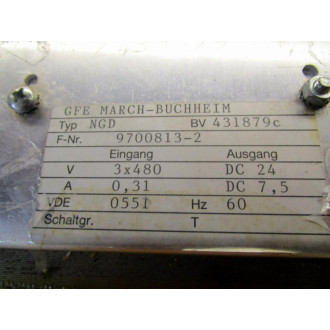 GFE MARCH-BUCHHEIM
Typ NGD BV 431879c
F-Nr. 9700813-2
Eingang Ausgang
V 3x480 DC 24
A 0,31 DC 7,5
VDE 0551 Hz 60
Schaltgr. T